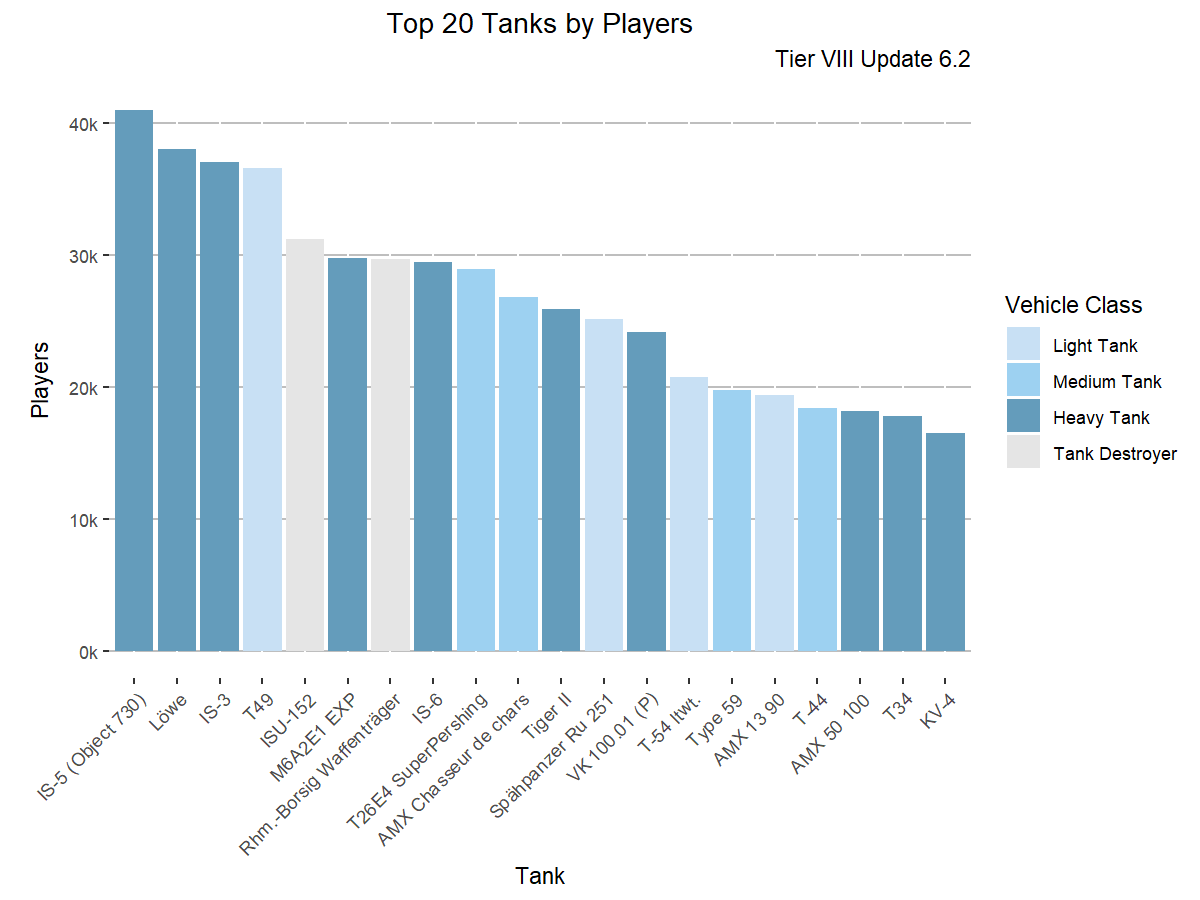 Top 20 Tanks by Players
Tier VIII Update 6.2
40k
30k
20k
10k
0k
Players
IS-5 (Object 730)
Löwe
IS-3
T49
ISU-152
M6A2E1 EXP
Rhm.-Borsig Waffenträger
IS-6
T26E4 SuperPershing
AMX Chasseur de chars
Tiger II
Spähpanzer Ru 251
VK 100.01 (P)
T-54 ltwt.
Type 59
AMX 13 90
T-44
AMX 50 100
T34
KV-4
Tank
Vehicle Class
Light Tank
Medium Tank
Heavy Tank
Tank Destroyer